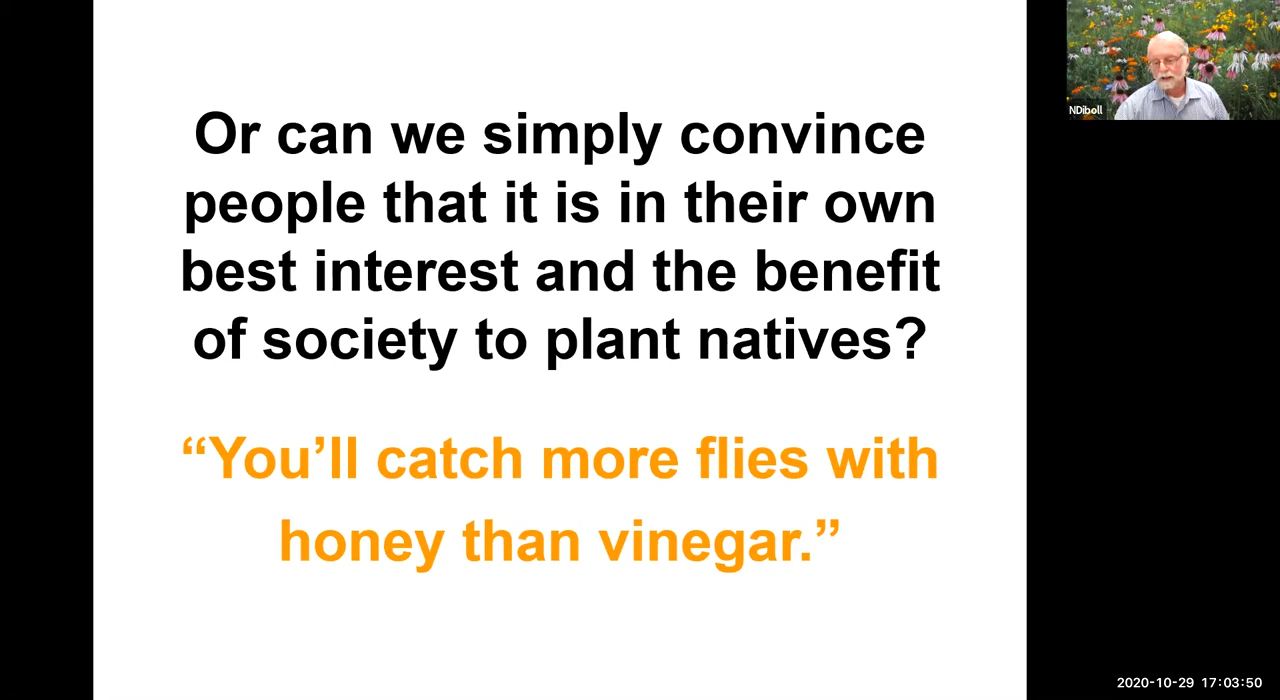 Or can we simply convince
people that it is in their own
best interest and the benefit
of society to plant natives?
“You’ll catch more flies with
honey than vinegar.”
NDiboll
2020-10-29 17:03:50